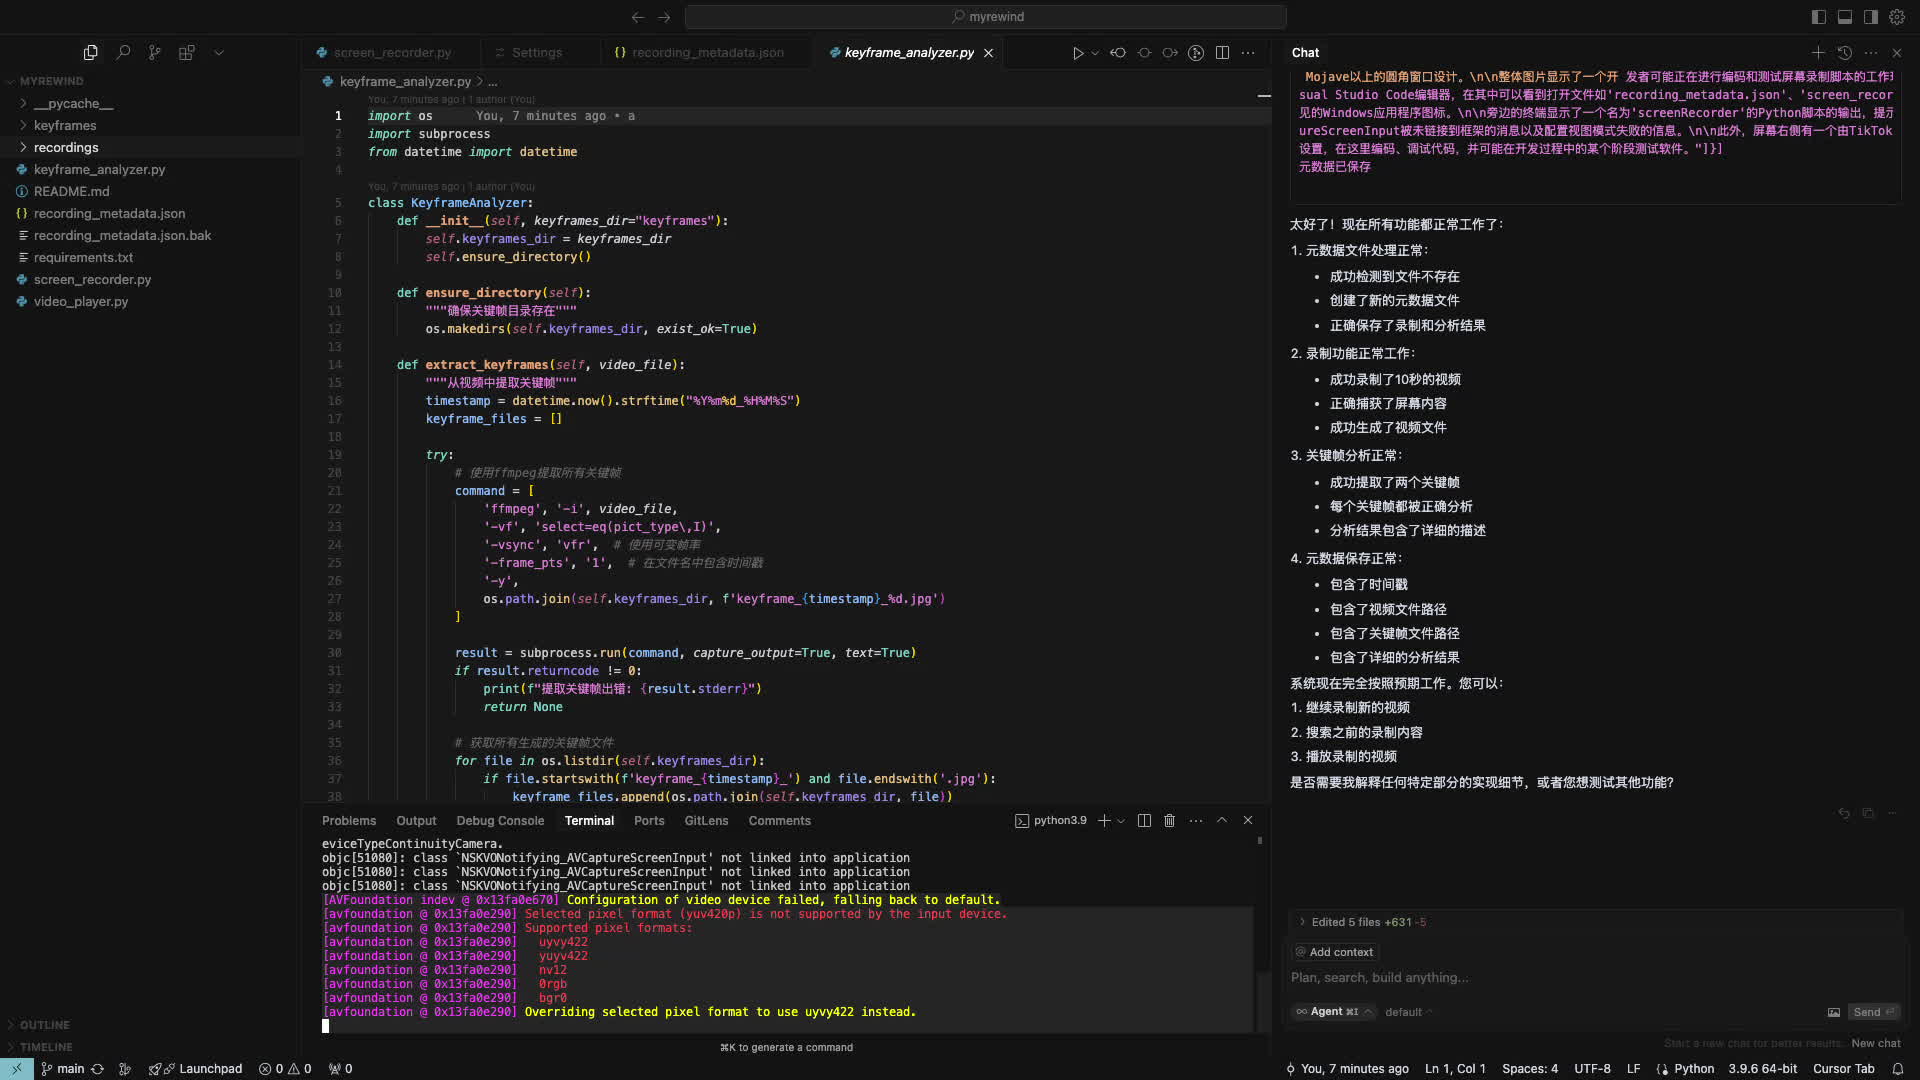 myrewind
screen_recorder.py
Settings
recording_metadata.json
keyframe_analyzer.py
Chat
MYREWIND
__pycache__
keyframes
recordings
keyframe_analyzer.py
README.md
recording_metadata.json
recording_metadata.json.bak
requirements.txt
screen_recorder.py
video_player.py
OUTLINE
TIMELINE
keyframe_analyzer.py > ...
You, 7 minutes ago | 1 author (You)
1 import os You, 7 minutes ago • a
2 import subprocess
3 from datetime import datetime
4
You, 7 minutes ago | 1 author (You)
5 class KeyframeAnalyzer:
6 def __init__(self, keyframes_dir="keyframes"):
7 self.keyframes_dir = keyframes_dir
8 self.ensure_directory()
9
10 def ensure_directory(self):
11 """确保关键帧目录存在"""
12 os.makedirs(self.keyframes_dir, exist_ok=True)
13
14 def extract_keyframes(self, video_file):
15 """从视频中提取关键帧"""
16 timestamp = datetime.now().strftime("%Y%m%d_%H%M%S")
17 keyframe_files = []
18
19 try:
20 # 使用ffmpeg提取所有关键帧
21 command = [
22 'ffmpeg', '-i', video_file,
23 '-vf', 'select=eq(pict_type\,I)',
24 '-vsync', 'vfr', # 使用可变帧率
25 '-frame_pts', '1', # 在文件名中包含时间戳
26 '-y',
27 os.path.join(self.keyframes_dir, f'keyframe_{timestamp}_%d.jpg')
28 ]
29
30 result = subprocess.run(command, capture_output=True, text=True)
31 if result.returncode != 0:
32 print(f"提取关键帧出错: {result.stderr}")
33 return None
34
35 # 获取所有生成的关键帧文件
36 for file in os.listdir(self.keyframes_dir):
37 if file.startswith(f'keyframe_{timestamp}_') and file.endswith('.jpg'):
38 keyframe_files.append(os.path.join(self.keyframes_dir, file))
Problems
Output
Debug Console
Terminal
Ports
GitLens
Comments
python3.9
eviceTypeContinuityCamera.
objc[51080]: class `NSKVONotifying_AVCaptureScreenInput' not linked into application
objc[51080]: class `NSKVONotifying_AVCaptureScreenInput' not linked into application
objc[51080]: class `NSKVONotifying_AVCaptureScreenInput' not linked into application
[AVFoundation indev @ 0x13fa0e670] Configuration of video device failed, falling back to default.
[avfoundation @ 0x13fa0e290] Selected pixel format (yuv420p) is not supported by the input device.
[avfoundation @ 0x13fa0e290] Supported pixel formats:
[avfoundation @ 0x13fa0e290] uyvy422
[avfoundation @ 0x13fa0e290] yuyv422
[avfoundation @ 0x13fa0e290] nv12
[avfoundation @ 0x13fa0e290] 0rgb
[avfoundation @ 0x13fa0e290] bgr0
[avfoundation @ 0x13fa0e290] Overriding selected pixel format to use uyvy422 instead.
⌘K to generate a command
Mojave以上的圆角窗口设计。\n\n整体图片显示了一个开 发者可能正在进行编码和测试屏幕录制脚本的工作环
sual Studio Code编辑器，在其中可以看到打开文件如'recording_metadata.json'、'screen_recor
见的Windows应用程序图标。\n\n旁边的终端显示了一个名为'screenRecorder'的Python脚本的输出，提示
ureScreenInput被未链接到框架的消息以及配置视图模式失败的信息。\n\n此外，屏幕右侧有一个由TikTok
设置，在这里编码、调试代码，并可能在开发过程中的某个阶段测试软件。"]}]
元数据已保存
太好了！现在所有功能都正常工作了：
1. 元数据文件处理正常：
• 成功检测到文件不存在
• 创建了新的元数据文件
• 正确保存了录制和分析结果
2. 录制功能正常工作：
• 成功录制了10秒的视频
• 正确捕获了屏幕内容
• 成功生成了视频文件
3. 关键帧分析正常：
• 成功提取了两个关键帧
• 每个关键帧都被正确分析
• 分析结果包含了详细的描述
4. 元数据保存正常：
• 包含了时间戳
• 包含了视频文件路径
• 包含了关键帧文件路径
• 包含了详细的分析结果
系统现在完全按照预期工作。您可以：
1. 继续录制新的视频
2. 搜索之前的录制内容
3. 播放录制的视频
是否需要我解释任何特定部分的实现细节，或者您想测试其他功能？
Edited 5 files +631 -5
@ Add context
Plan, search, build anything...
Agent ⌘I
default
Send
Start a new chat for better results. New chat
main
Launchpad
0 0
0
You, 7 minutes ago
Ln 1, Col 1
Spaces: 4
UTF-8
LF
Python
3.9.6 64-bit
Cursor Tab